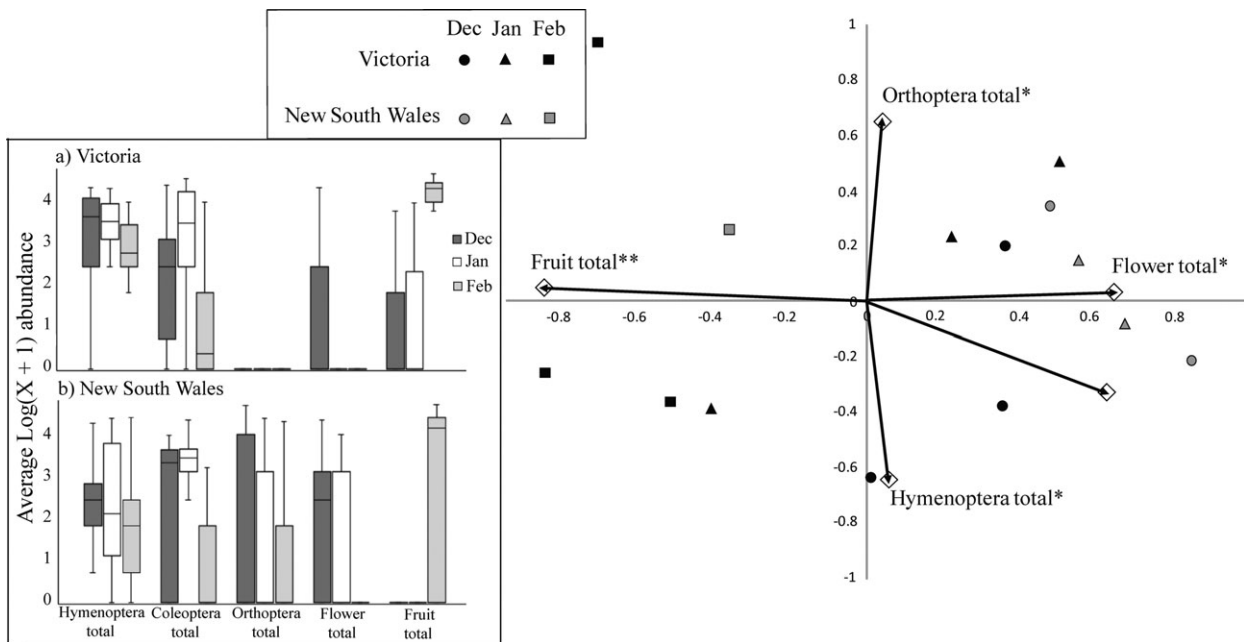 Dec Jan Feb
Victoria
New South Wales
a) Victoria
4
3
2
1
0
Dec
Jan
Feb
Average Log(X + 1) abundance
b) New South Wales
4
3
2
1
0
Hymenoptera total
Coleoptera total
Orthoptera total
Flower total
Fruit total
1
0.8
0.6
0.4
0.2
0
-0.2
-0.4
-0.6
-0.8
-1
-0.8 -0.6 -0.4 -0.2 0 0.2 0.4 0.6 0.8
Orthoptera total*
Fruit total**
Flower total*
Hymenoptera total*